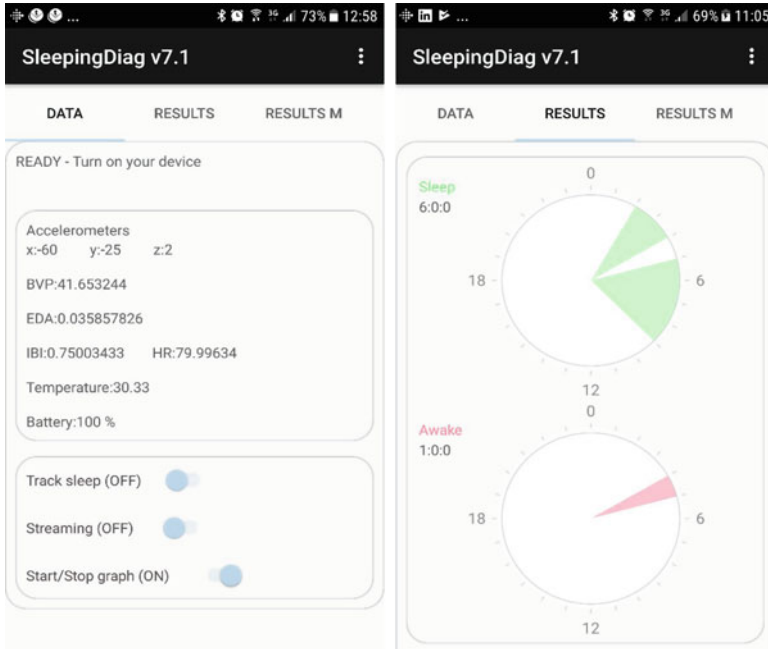 ... 3G 73% 12:58
SleepingDiag v7.1
DATA RESULTS RESULTS M
READY - Turn on your device
Accelerometers
x:-60 y:-25 z:2
BVP:41.653244
EDA:0.035857826
IBI:0.75003433 HR:79.99634
Temperature:30.33
Battery:100 %
Track sleep (OFF)
Streaming (OFF)
Start/Stop graph (ON)
in ... 3G 69% 11:05
SleepingDiag v7.1
DATA RESULTS RESULTS M
Sleep
6:0:0
0
18 6
12
Awake
1:0:0
0
18 6
12